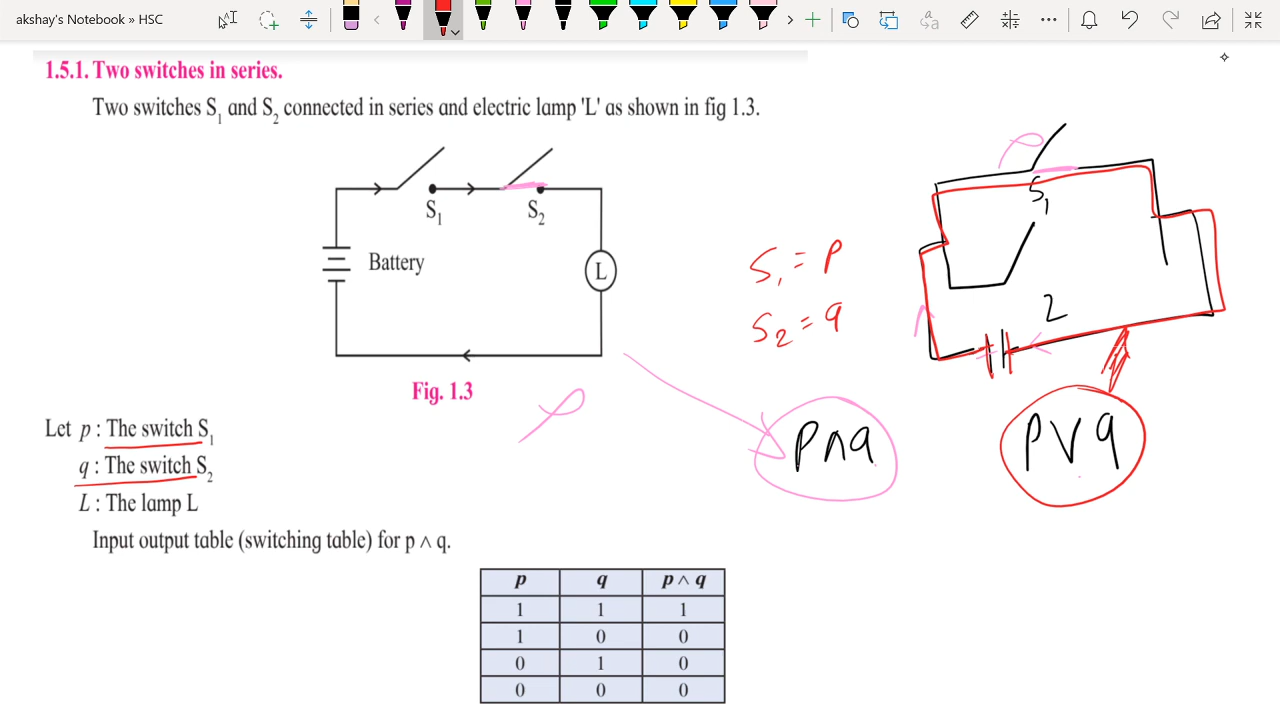 akshay's Notebook » HSC
1.5.1. Two switches in series.
Two switches S₁ and S₂ connected in series and electric lamp 'L' as shown in fig 1.3.
S₁
S₂
Battery
L
Fig. 1.3
S₁
2
S₁ = p
S₂ = q
p ∧ q
p ∨ q
Let p : The switch S₁
q : The switch S₂
L : The lamp L
Input output table (switching table) for p ∧ q.
p q p ∧ q
1 1 1
1 0 0
0 1 0
0 0 0